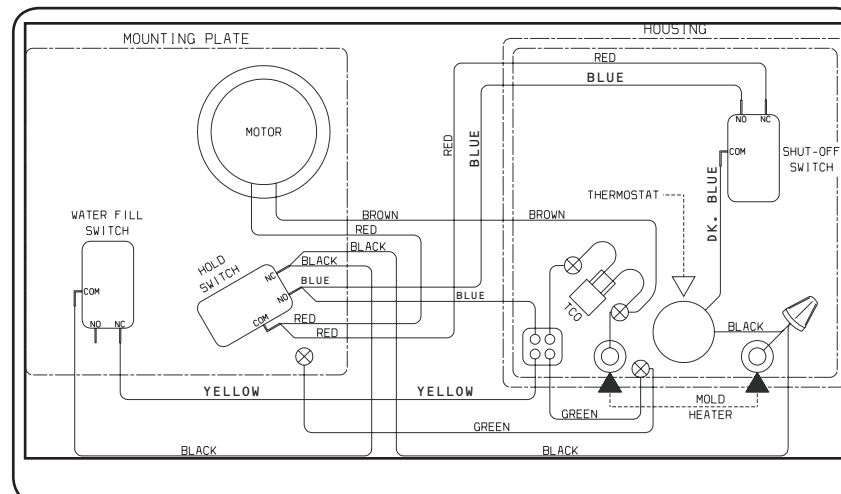 MOUNTING PLATE
HOUSING
RED
BLUE
MOTOR
NO NC
COM
SHUT-OFF
SWITCH
RED
BLUE
DK. BLUE
THERMOSTAT
WATER FILL
SWITCH
BROWN
BROWN
RED
BLACK
BLACK
HOLD
SWITCH
NC
NO
COM
BLUE
BLUE
RED
RED
COM
NO NC
TCO
BLACK
YELLOW
YELLOW
MOLD
HEATER
GREEN
GREEN
BLACK
BLACK